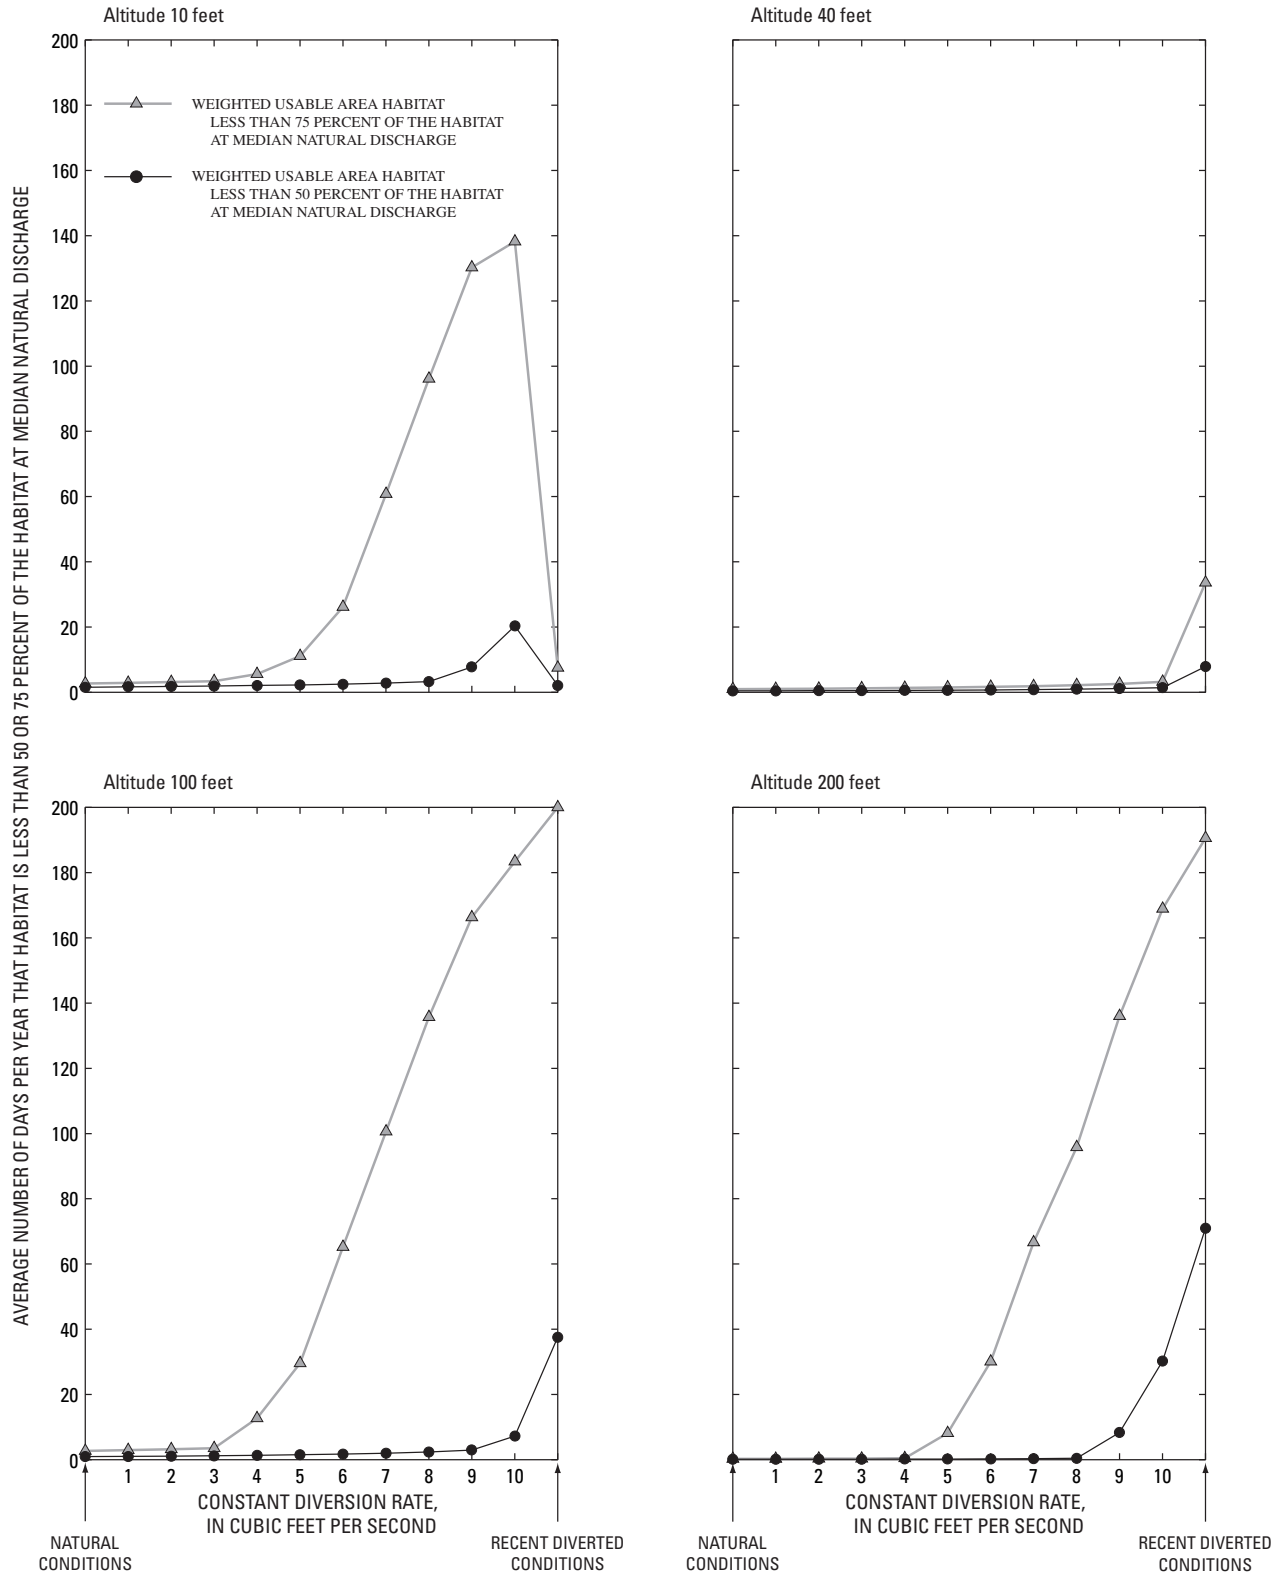 Altitude 10 feet
Altitude 40 feet
AVERAGE NUMBER OF DAYS PER YEAR THAT HABITAT IS LESS THAN 50 OR 75 PERCENT OF THE HABITAT AT MEDIAN NATURAL DISCHARGE
200
180
160
140
120
100
80
60
40
20
0
WEIGHTED USABLE AREA HABITAT
LESS THAN 75 PERCENT OF THE HABITAT
AT MEDIAN NATURAL DISCHARGE
WEIGHTED USABLE AREA HABITAT
LESS THAN 50 PERCENT OF THE HABITAT
AT MEDIAN NATURAL DISCHARGE
Altitude 100 feet
Altitude 200 feet
200
180
160
140
120
100
80
60
40
20
0
1 2 3 4 5 6 7 8 9 10
CONSTANT DIVERSION RATE,
IN CUBIC FEET PER SECOND
NATURAL
CONDITIONS
RECENT DIVERTED
CONDITIONS
1 2 3 4 5 6 7 8 9 10
CONSTANT DIVERSION RATE,
IN CUBIC FEET PER SECOND
NATURAL
CONDITIONS
RECENT DIVERTED
CONDITIONS